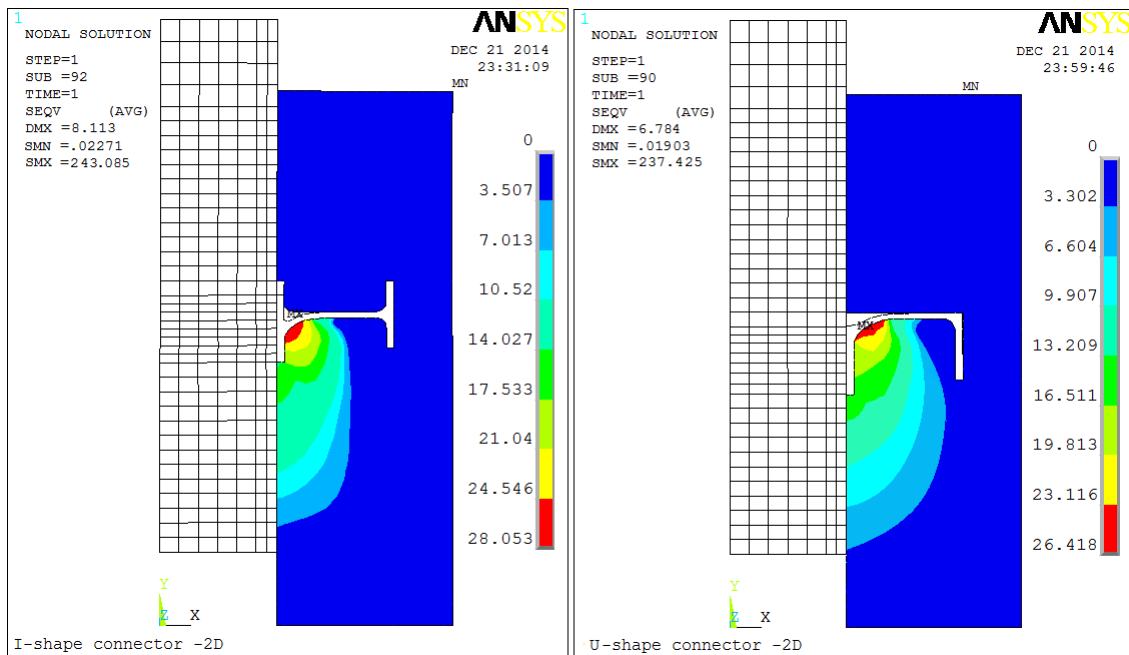 1
ANSYS
NODAL SOLUTION
DEC 21 2014
23:31:09
STEP=1
SUB =92
TIME=1
SEQV (AVG)
DMX =8.113
SMN =.02271
SMX =243.085
MN
MX
0
3.507
7.013
10.52
14.027
17.533
21.04
24.546
28.053
Y
Z X
I-shape connector -2D
1
ANSYS
NODAL SOLUTION
DEC 21 2014
23:59:46
STEP=1
SUB =90
TIME=1
SEQV (AVG)
DMX =6.784
SMN =.01903
SMX =237.425
MN
MX
0
3.302
6.604
9.907
13.209
16.511
19.813
23.116
26.418
Y
Z X
U-shape connector -2D